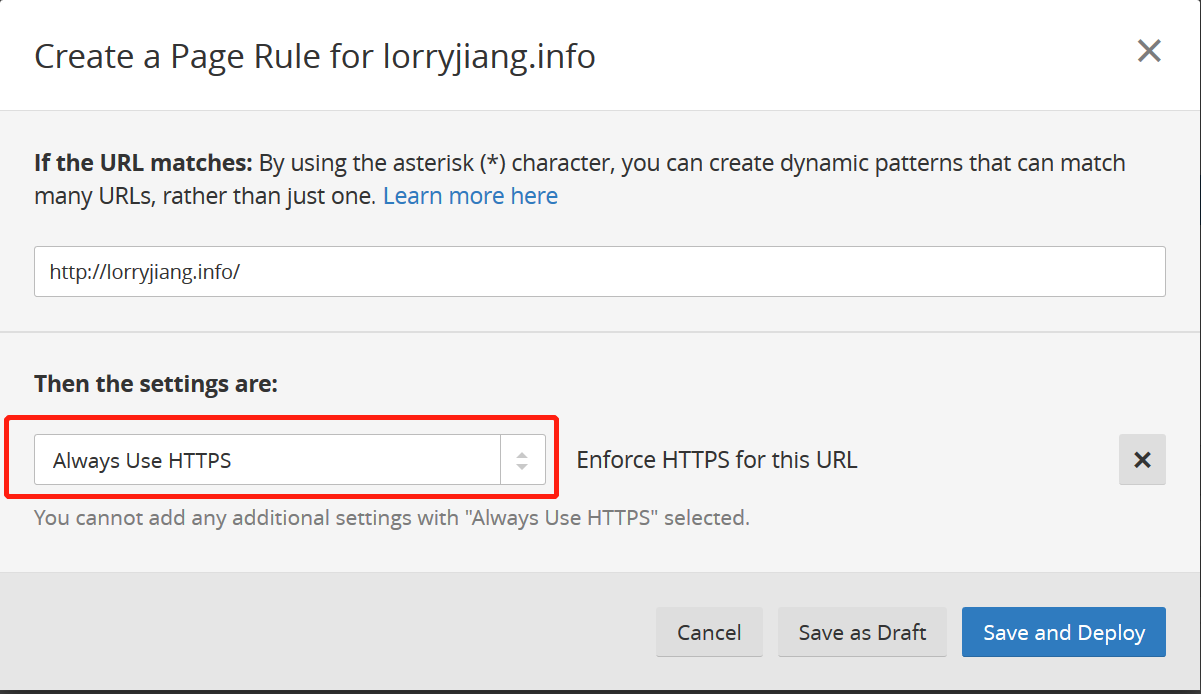 Create a Page Rule for lorryjiang.info
If the URL matches: By using the asterisk (*) character, you can create dynamic patterns that can match
many URLs, rather than just one. Learn more here
http://lorryjiang.info/
Then the settings are:
Always Use HTTPS
Enforce HTTPS for this URL
You cannot add any additional settings with "Always Use HTTPS" selected.
Cancel
Save as Draft
Save and Deploy